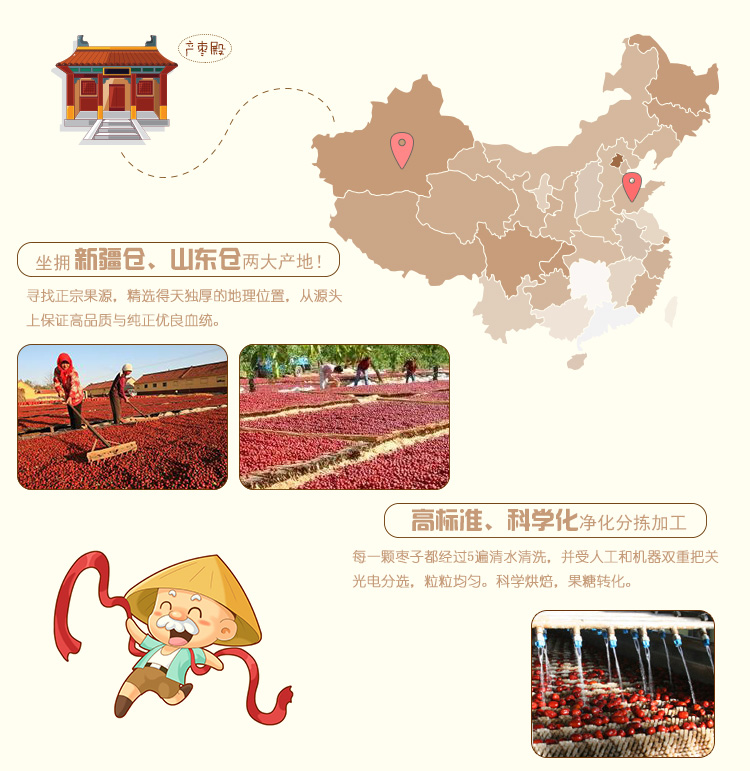 产枣殿
坐拥新疆仓、山东仓两大产地！
寻找正宗果源，精选得天独厚的地理位置，从源头
上保证高品质与纯正优良血统。
高标准、科学化净化分拣加工
每一颗枣子都经过5遍清水清洗，并受人工和机器双重把关
光电分选，粒粒均匀。科学烘焙，果糖转化。